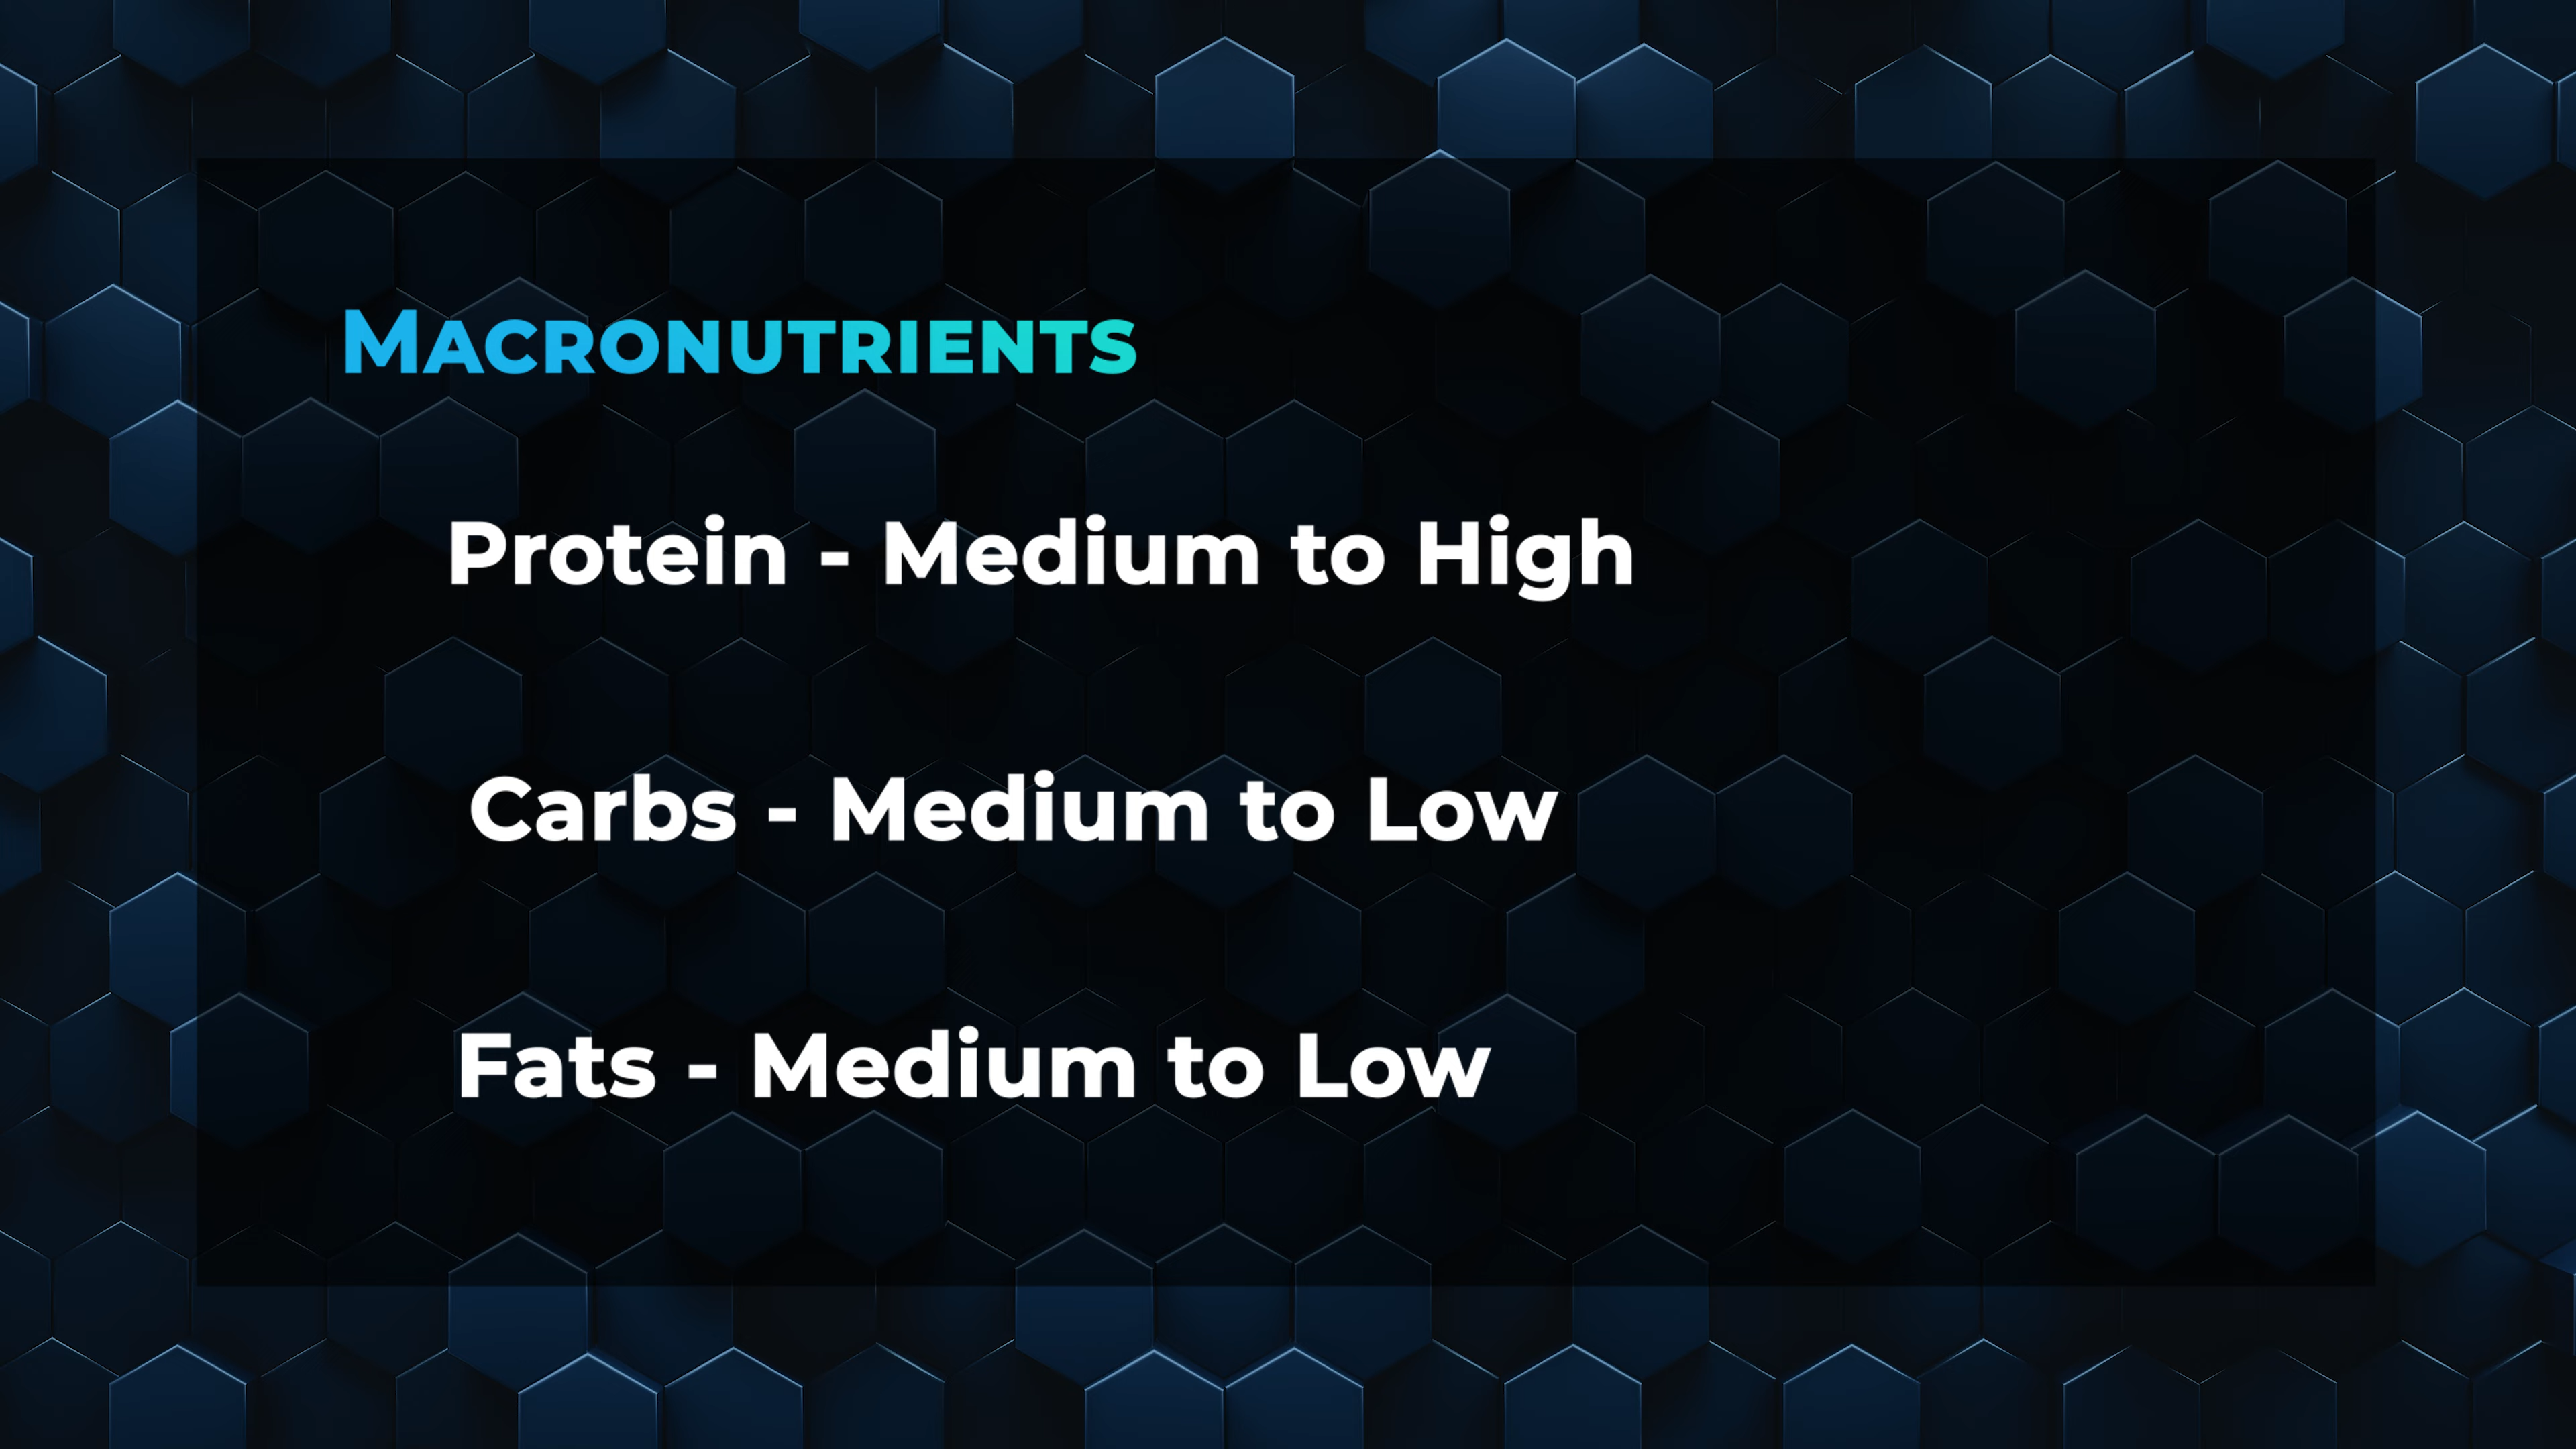 Macronutrients
Protein - Medium to High
Carbs - Medium to Low
Fats - Medium to Low